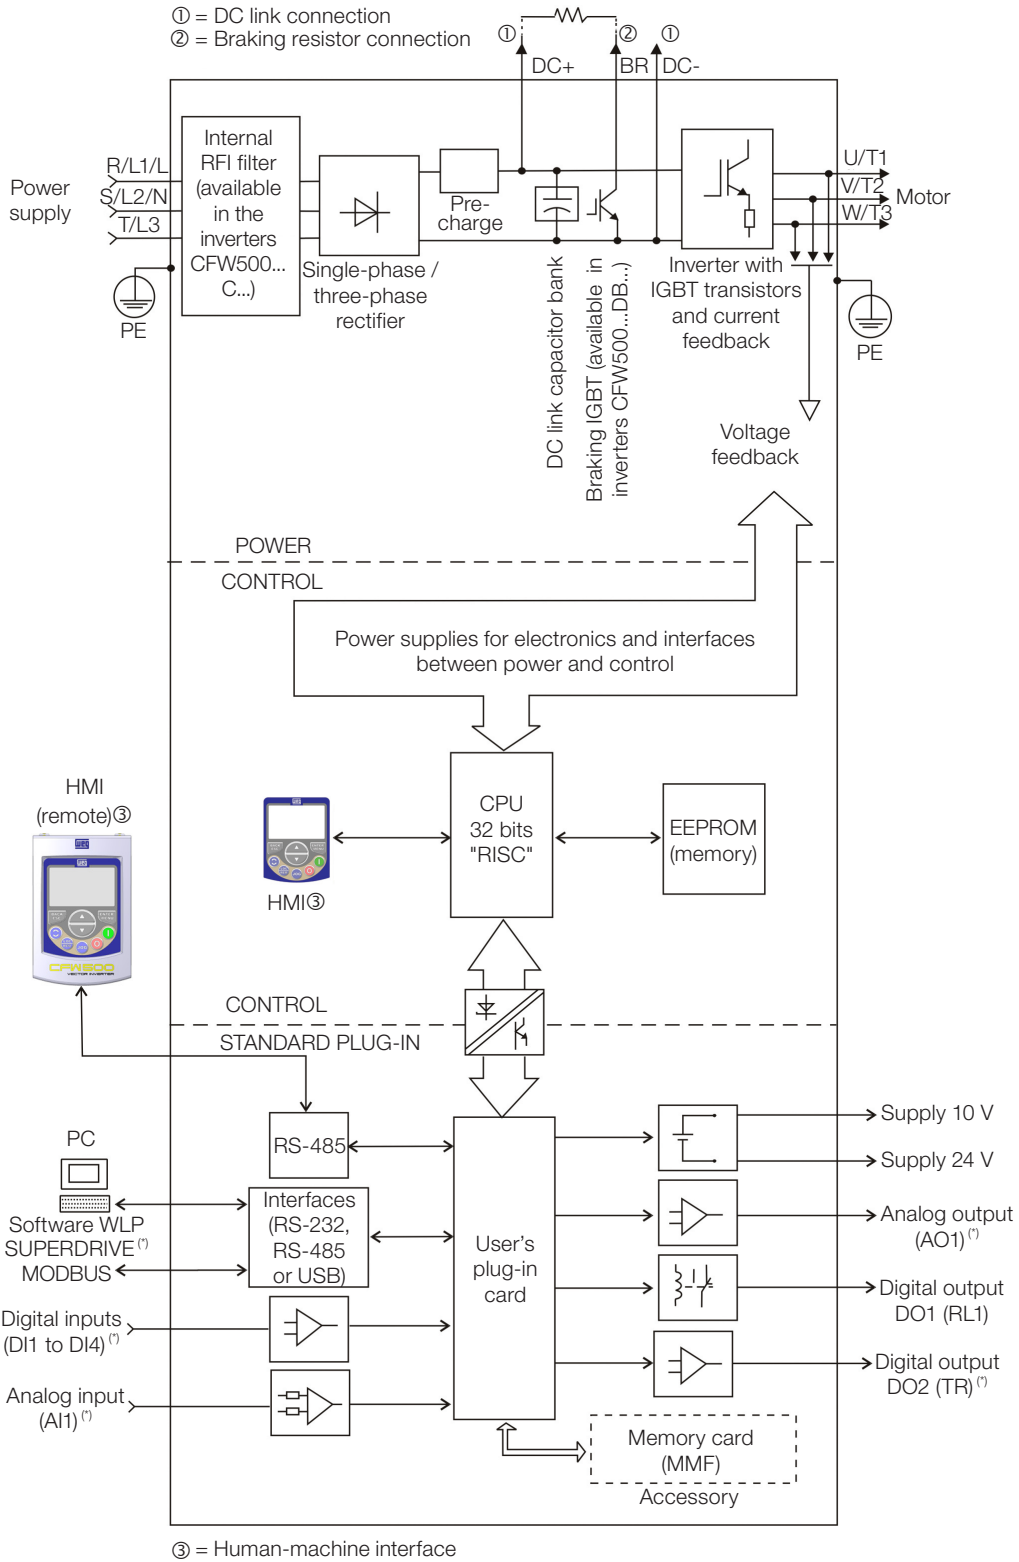 ① = DC link connection
② = Braking resistor connection
① ② ①
DC+ BR DC-
Power
supply
R/L1/L
S/L2/N
T/L3
PE
Internal
RFI filter
(available
in the
inverters
CFW500...
C...)
Single-phase /
three-phase
rectifier
Pre-
charge
DC link capacitor bank
Braking IGBT (available in
inverters CFW500...DB...)
Inverter with
IGBT transistors
and current
feedback
U/T1
V/T2
W/T3
Motor
PE
Voltage
feedback
POWER
CONTROL
Power supplies for electronics and interfaces
between power and control
HMI
(remote)③
CFW500
VECTOR INVERTER
HMI③
CPU
32 bits
"RISC"
EEPROM
(memory)
CONTROL
STANDARD PLUG-IN
RS-485
PC
Software WLP
SUPERDRIVE (*)
MODBUS
Interfaces
(RS-232,
RS-485
or USB)
Digital inputs
(DI1 to DI4) (*)
Analog input
(AI1) (*)
User's
plug-in
card
Supply 10 V
Supply 24 V
Analog output
(AO1) (*)
Digital output
DO1 (RL1)
Digital output
DO2 (TR) (*)
Memory card
(MMF)
Accessory
③ = Human-machine interface